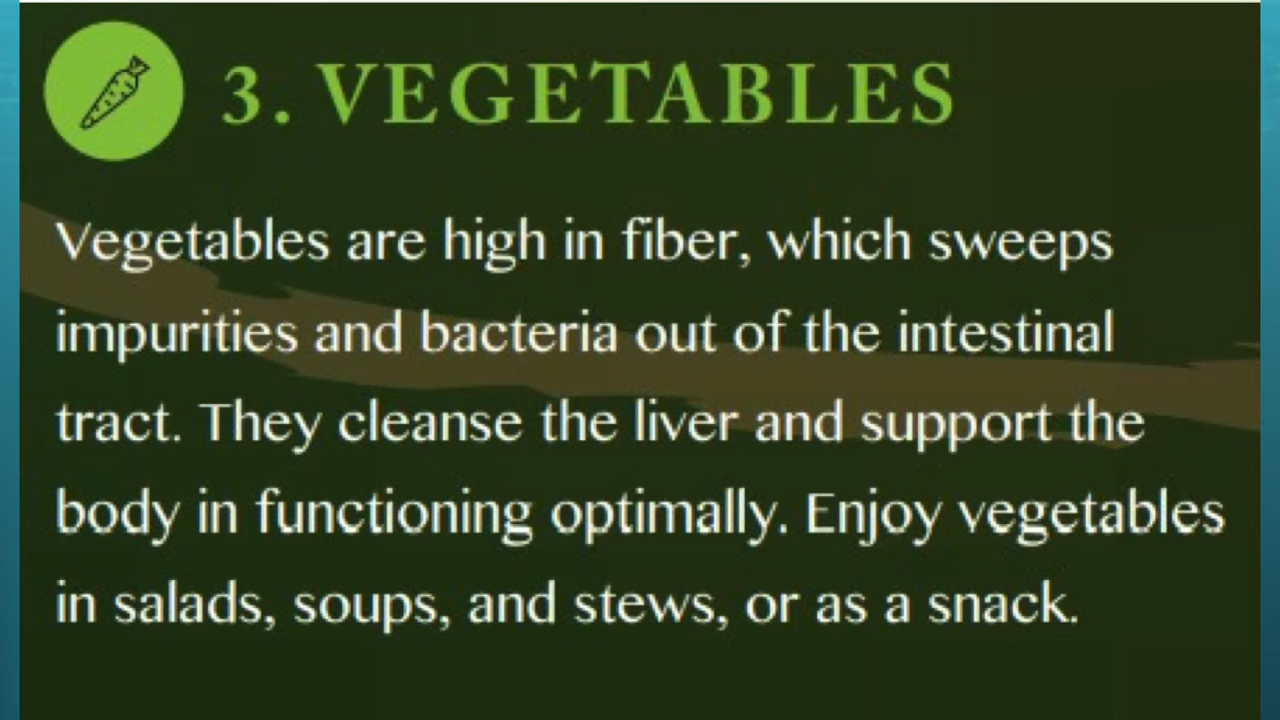 3. VEGETABLES
Vegetables are high in fiber, which sweeps
impurities and bacteria out of the intestinal
tract. They cleanse the liver and support the
body in functioning optimally. Enjoy vegetables
in salads, soups, and stews, or as a snack.